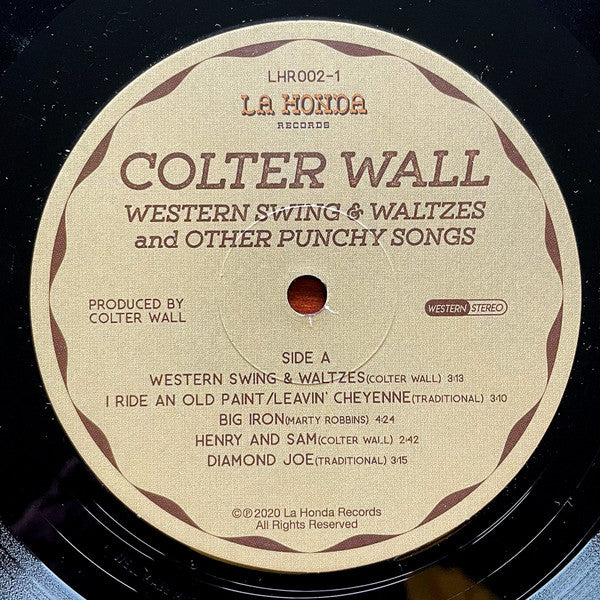 LHR002-1
LA HONDA
RECORDS
COLTER WALL
WESTERN SWING & WALTZES
and OTHER PUNCHY SONGS
PRODUCED BY
COLTER WALL
WESTERN STEREO
SIDE A
WESTERN SWING & WALTZES(COLTER WALL) 3:13
I RIDE AN OLD PAINT/LEAVIN' CHEYENNE(TRADITIONAL) 3:10
BIG IRON(MARTY ROBBINS) 4:24
HENRY AND SAM(COLTER WALL) 2:42
DIAMOND JOE(TRADITIONAL) 3:15
©℗2020 La Honda Records
All Rights Reserved